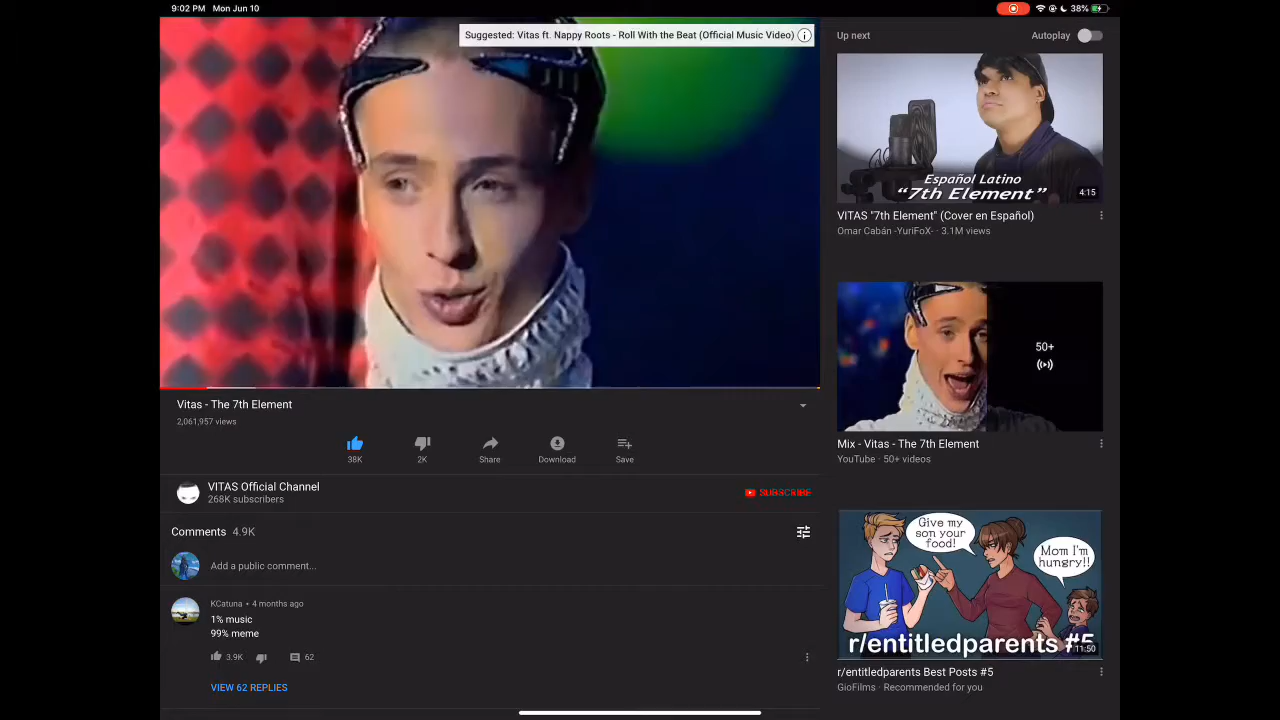 9:02 PM Mon Jun 10
38%
Suggested: Vitas ft. Nappy Roots - Roll With the Beat (Official Music Video)
Vitas - The 7th Element
2,061,957 views
38K
2K
Share
Download
Save
VITAS Official Channel
268K subscribers
SUBSCRIBE
Comments 4.9K
Add a public comment...
KCatuna • 4 months ago
1% music
99% meme
3.9K
62
VIEW 62 REPLIES
Up next
Autoplay
Español Latino
"7th Element"
4:15
VITAS "7th Element" (Cover en Español)
Omar Cabán -YuriFoX- · 3.1M views
50+
Mix - Vitas - The 7th Element
YouTube · 50+ videos
Give my
son your
food!
Mom I'm
hungry!!
r/entitledparents #5
11:50
r/entitledparents Best Posts #5
GioFilms · Recommended for you